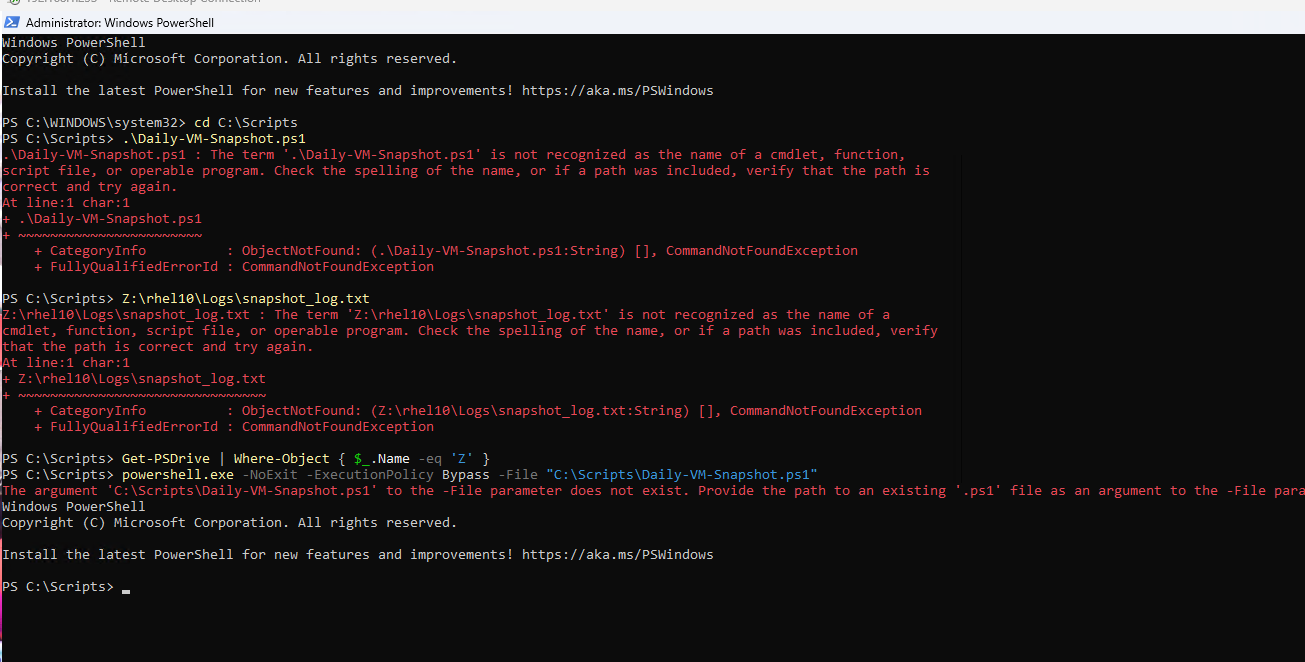 Administrator: Windows PowerShell
Windows PowerShell
Copyright (C) Microsoft Corporation. All rights reserved.
Install the latest PowerShell for new features and improvements! https://aka.ms/PSWindows
PS C:\WINDOWS\system32> cd C:\Scripts
PS C:\Scripts> .\Daily-VM-Snapshot.ps1
.\Daily-VM-Snapshot.ps1 : The term '.\Daily-VM-Snapshot.ps1' is not recognized as the name of a cmdlet, function,
script file, or operable program. Check the spelling of the name, or if a path was included, verify that the path is
correct and try again.
At line:1 char:1
+ .\Daily-VM-Snapshot.ps1
+ ~~~~~~~~~~~~~~~~~~~~~~~
    + CategoryInfo          : ObjectNotFound: (.\Daily-VM-Snapshot.ps1:String) [], CommandNotFoundException
    + FullyQualifiedErrorId : CommandNotFoundException
PS C:\Scripts> Z:\rhel10\Logs\snapshot_log.txt
Z:\rhel10\Logs\snapshot_log.txt : The term 'Z:\rhel10\Logs\snapshot_log.txt' is not recognized as the name of a
cmdlet, function, script file, or operable program. Check the spelling of the name, or if a path was included, verify
that the path is correct and try again.
At line:1 char:1
+ Z:\rhel10\Logs\snapshot_log.txt
+ ~~~~~~~~~~~~~~~~~~~~~~~~~~~~~~~
    + CategoryInfo          : ObjectNotFound: (Z:\rhel10\Logs\snapshot_log.txt:String) [], CommandNotFoundException
    + FullyQualifiedErrorId : CommandNotFoundException
PS C:\Scripts> Get-PSDrive | Where-Object { $_.Name -eq 'Z' }
PS C:\Scripts> powershell.exe -NoExit -ExecutionPolicy Bypass -File "C:\Scripts\Daily-VM-Snapshot.ps1"
The argument 'C:\Scripts\Daily-VM-Snapshot.ps1' to the -File parameter does not exist. Provide the path to an existing '.ps1' file as an argument to the -File para
Windows PowerShell
Copyright (C) Microsoft Corporation. All rights reserved.
Install the latest PowerShell for new features and improvements! https://aka.ms/PSWindows
PS C:\Scripts>